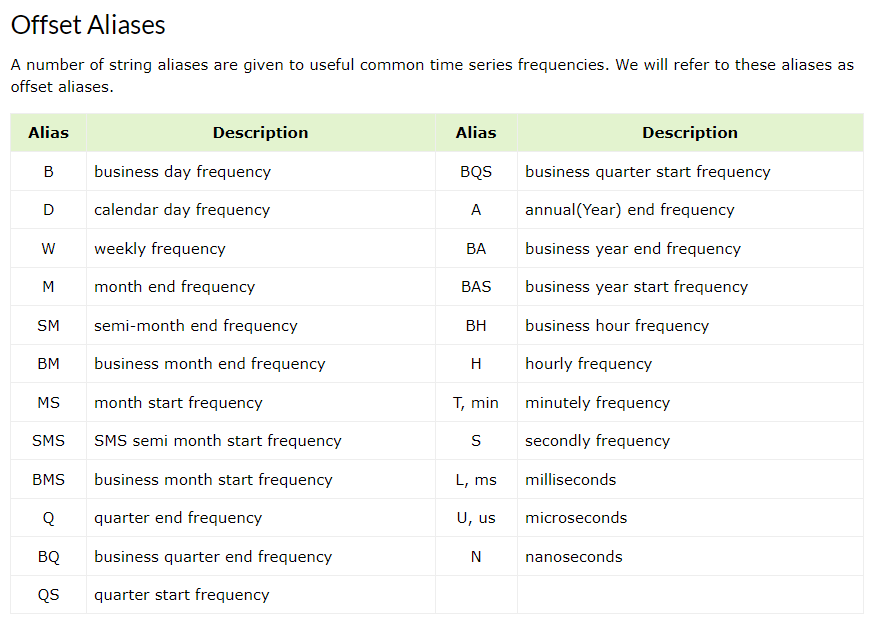 Offset Aliases
A number of string aliases are given to useful common time series frequencies. We will refer to these aliases as
offset aliases.
Alias Description Alias Description
B business day frequency BQS business quarter start frequency
D calendar day frequency A annual(Year) end frequency
W weekly frequency BA business year end frequency
M month end frequency BAS business year start frequency
SM semi-month end frequency BH business hour frequency
BM business month end frequency H hourly frequency
MS month start frequency T, min minutely frequency
SMS SMS semi month start frequency S secondly frequency
BMS business month start frequency L, ms milliseconds
Q quarter end frequency U, us microseconds
BQ business quarter end frequency N nanoseconds
QS quarter start frequency